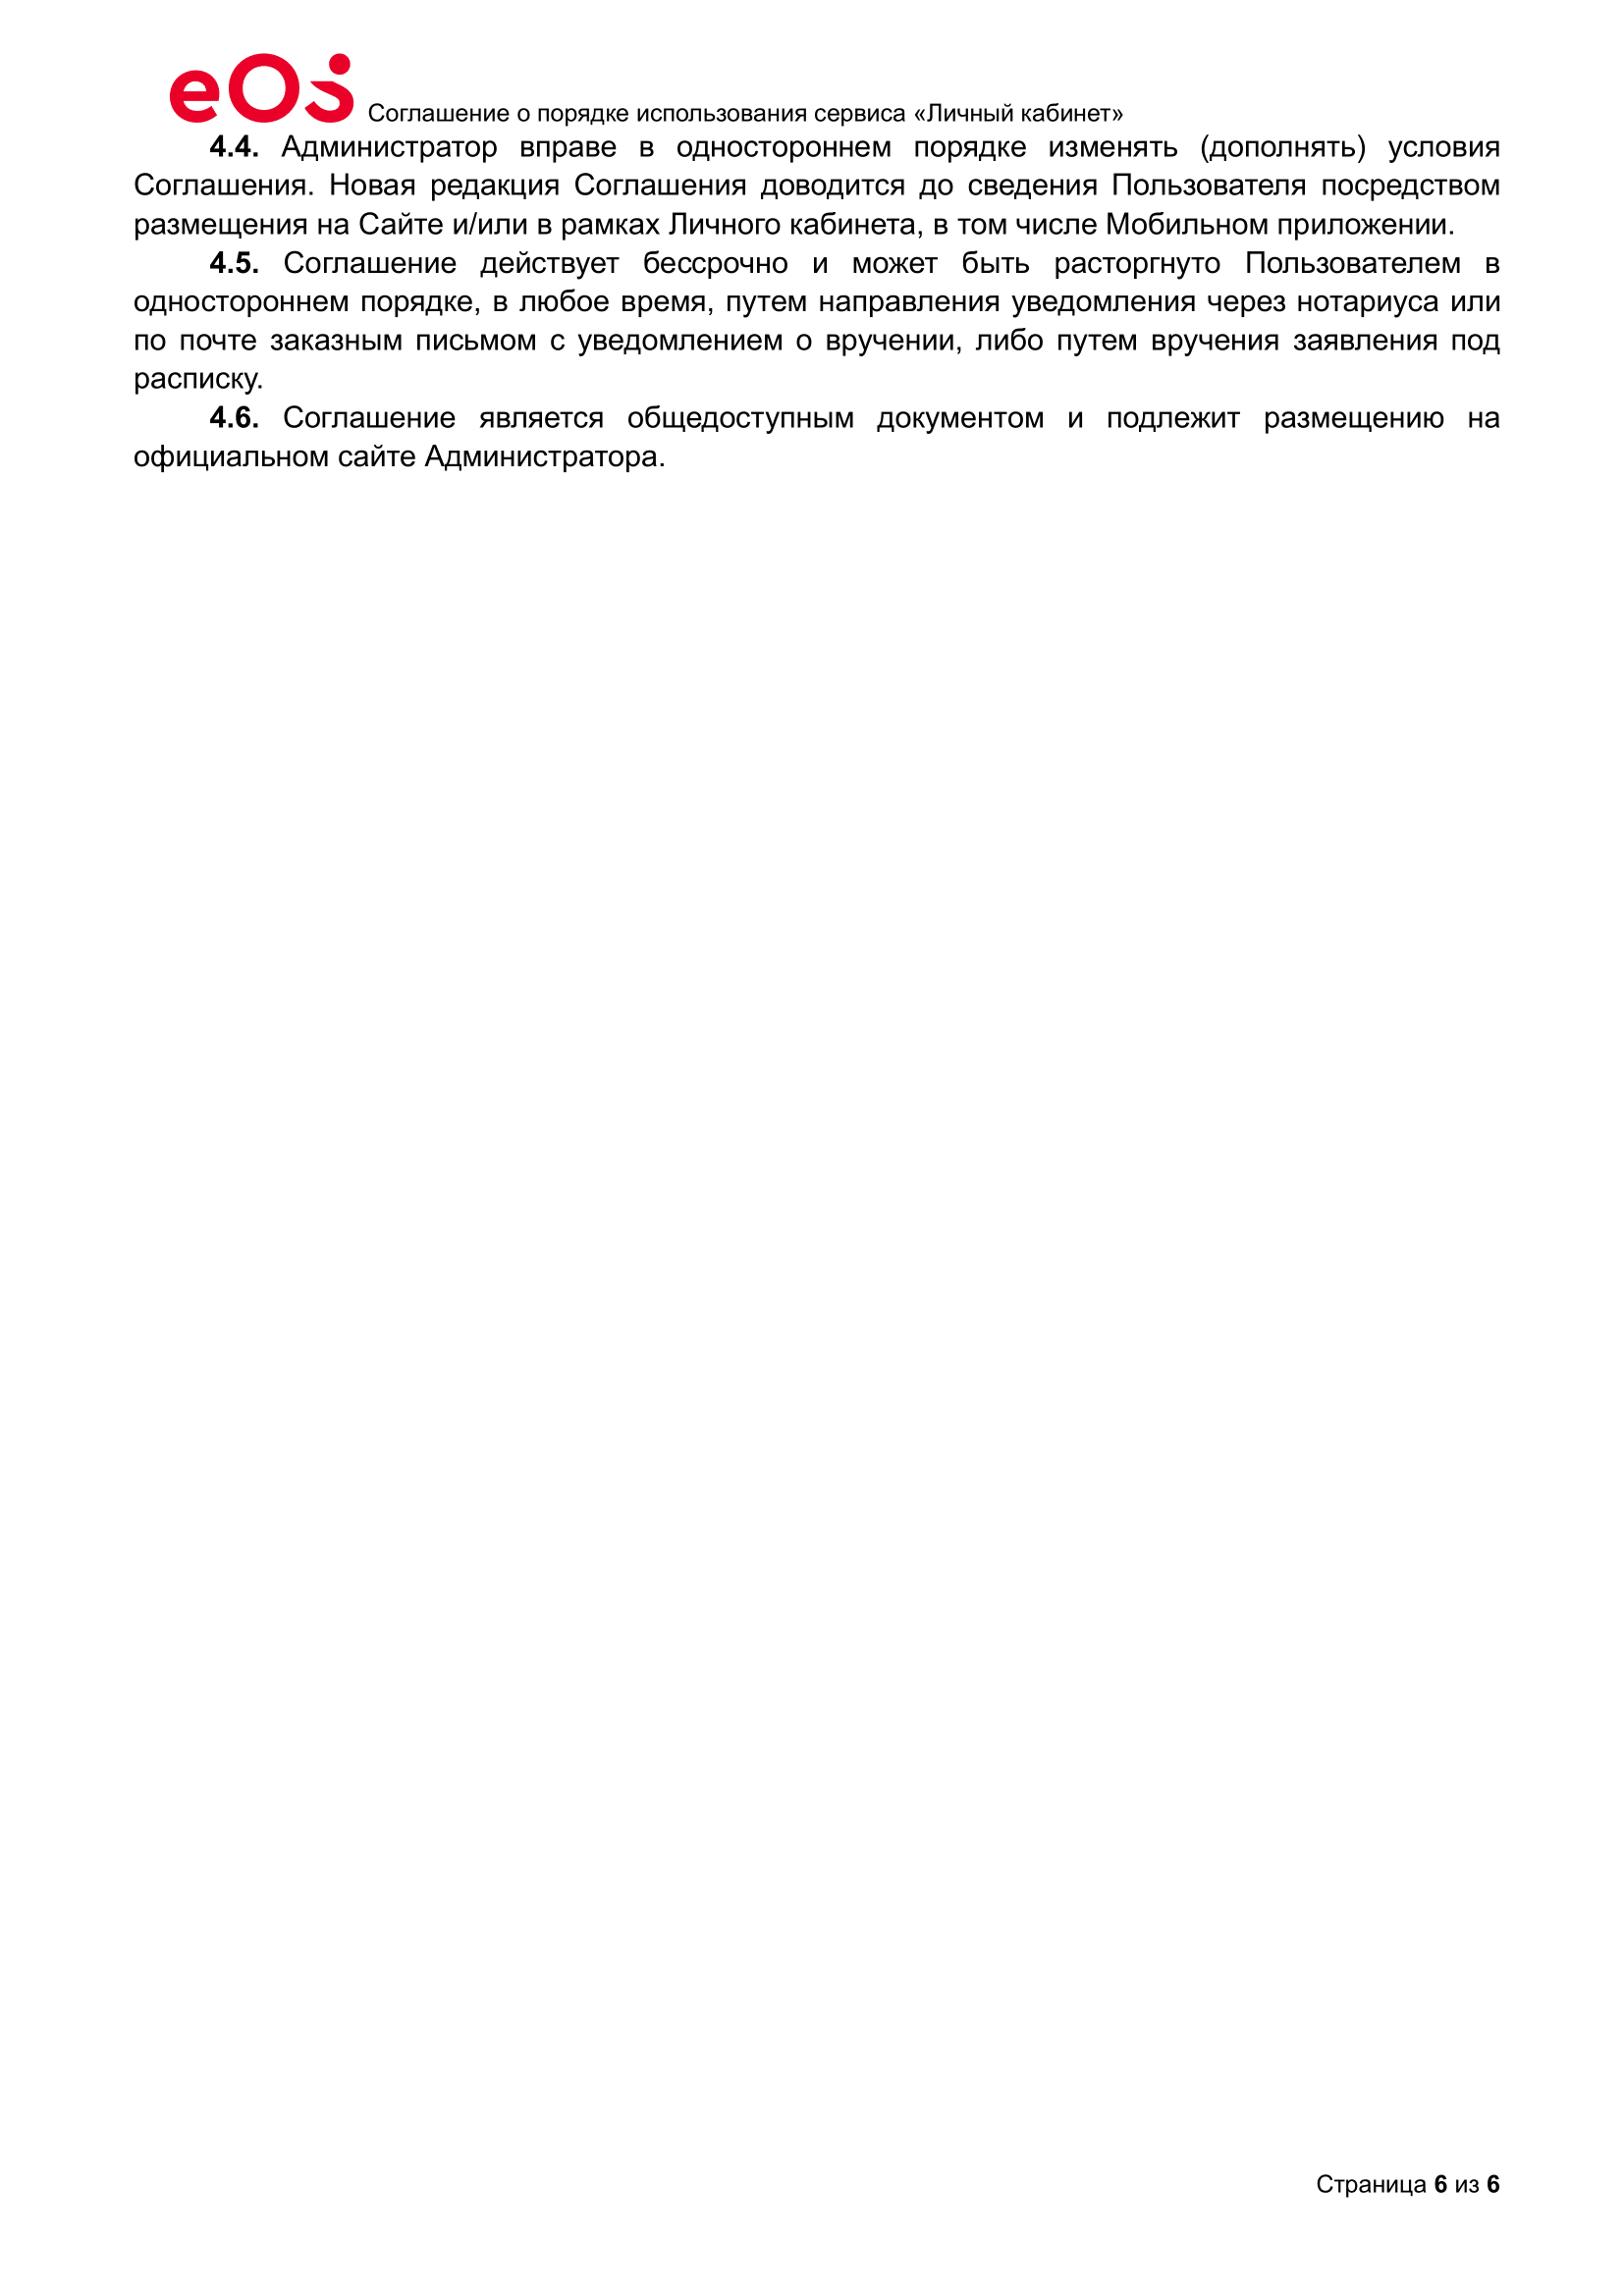 eos Соглашение о порядке использования сервиса «Личный кабинет»
4.4. Администратор вправе в одностороннем порядке изменять (дополнять) условия
Соглашения. Новая редакция Соглашения доводится до сведения Пользователя посредством
размещения на Сайте и/или в рамках Личного кабинета, в том числе Мобильном приложении.
4.5. Соглашение действует бессрочно и может быть расторгнуто Пользователем в
одностороннем порядке, в любое время, путем направления уведомления через нотариуса или
по почте заказным письмом с уведомлением о вручении, либо путем вручения заявления под
расписку.
4.6. Соглашение является общедоступным документом и подлежит размещению на
официальном сайте Администратора.
Страница 6 из 6